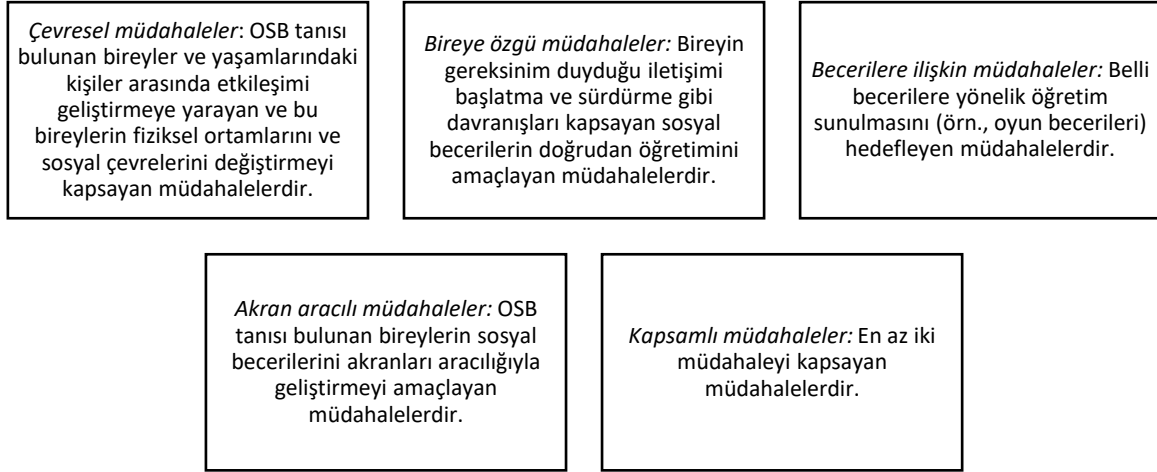 Çevresel müdahaleler: OSB tanısı
bulunan bireyler ve yaşamlarındaki
kişiler arasında etkileşimi
geliştirmeye yarayan ve bu
bireylerin fiziksel ortamlarını ve
sosyal çevrelerini değiştirmeyi
kapsayan müdahalelerdir.
Bireye özgü müdahaleler: Bireyin
gereksinim duyduğu iletişimi
başlatma ve sürdürme gibi
davranışları kapsayan sosyal
becerilerin doğrudan öğretimini
amaçlayan müdahalelerdir.
Becerilere ilişkin müdahaleler: Belli
becerilere yönelik öğretim
sunulmasını (örn., oyun becerileri)
hedefleyen müdahalelerdir.
Akran aracılı müdahaleler: OSB
tanısı bulunan bireylerin sosyal
becerilerini akranları aracılığıyla
geliştirmeyi amaçlayan
müdahalelerdir.
Kapsamlı müdahaleler: En az iki
müdahaleyi kapsayan
müdahalelerdir.